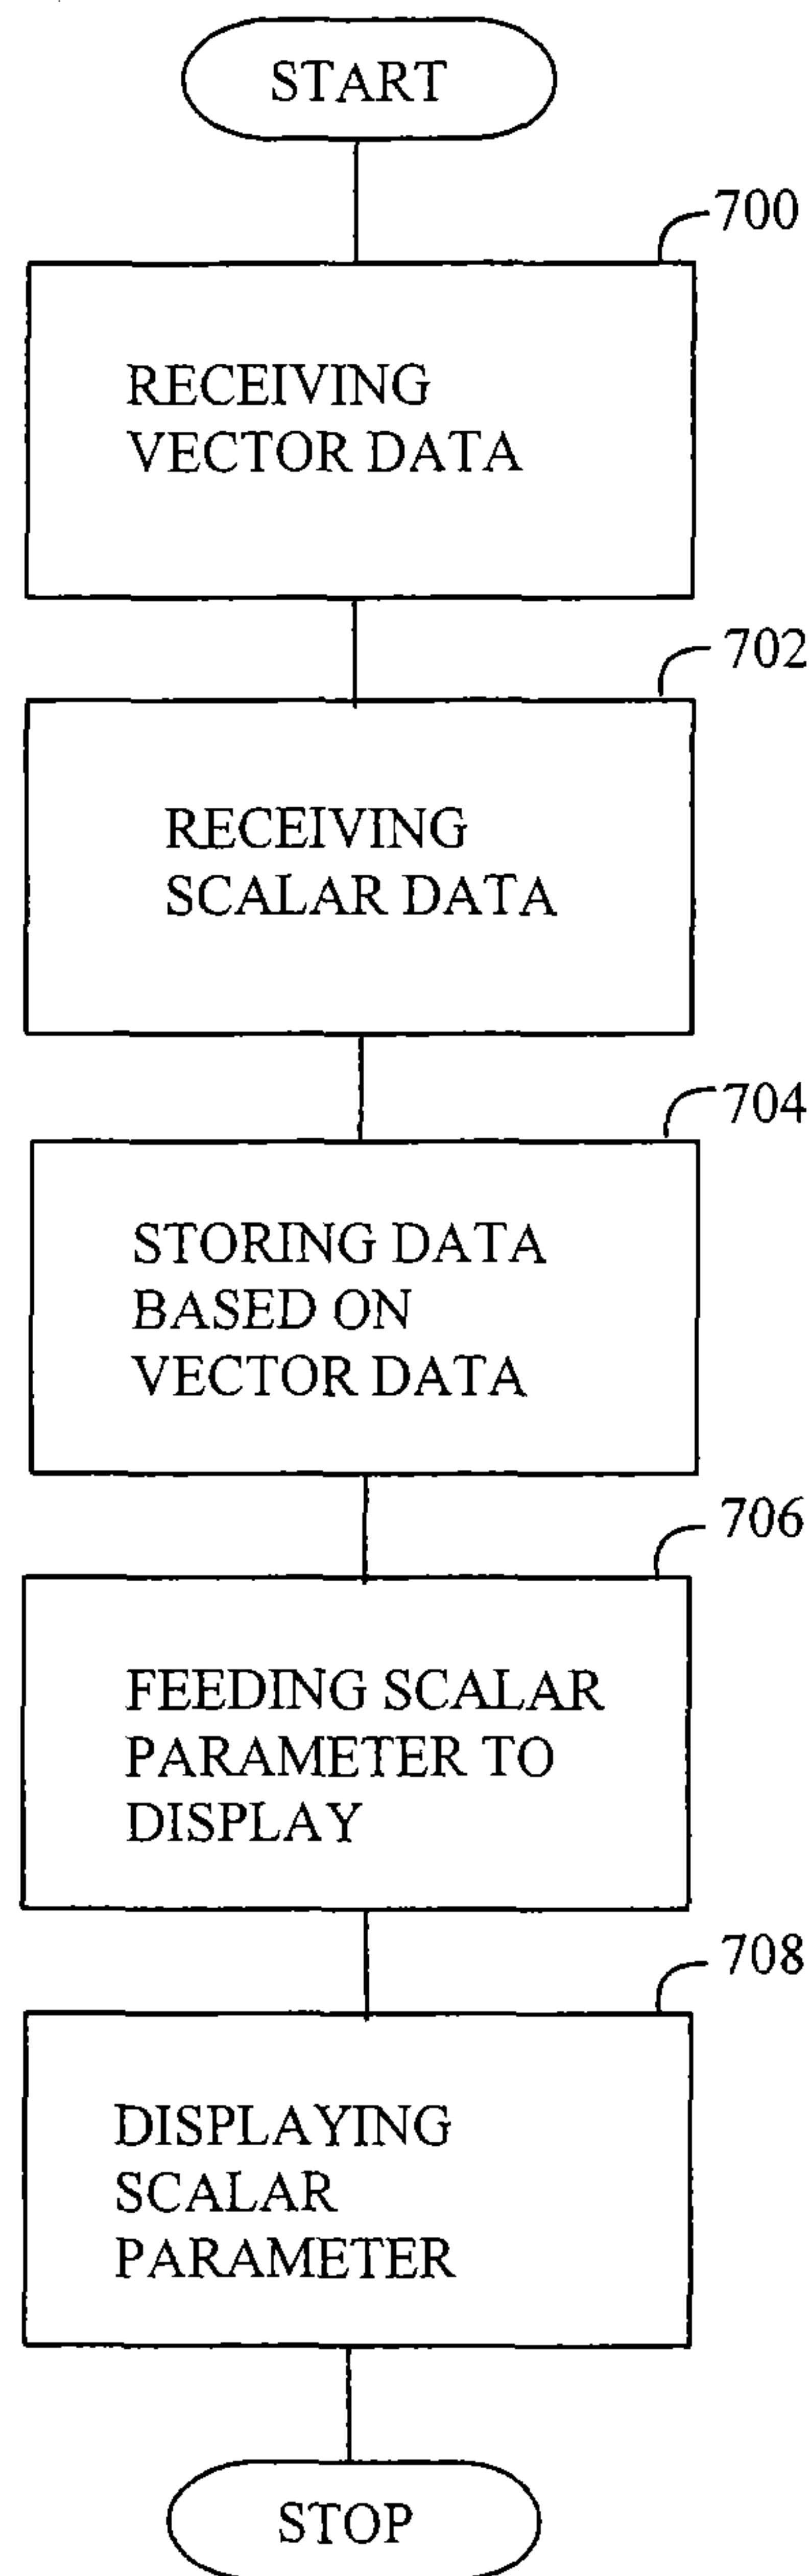 START
700
RECEIVING
VECTOR DATA
702
RECEIVING
SCALAR DATA
704
STORING DATA
BASED ON
VECTOR DATA
706
FEEDING SCALAR
PARAMETER TO
DISPLAY
708
DISPLAYING
SCALAR
PARAMETER
STOP